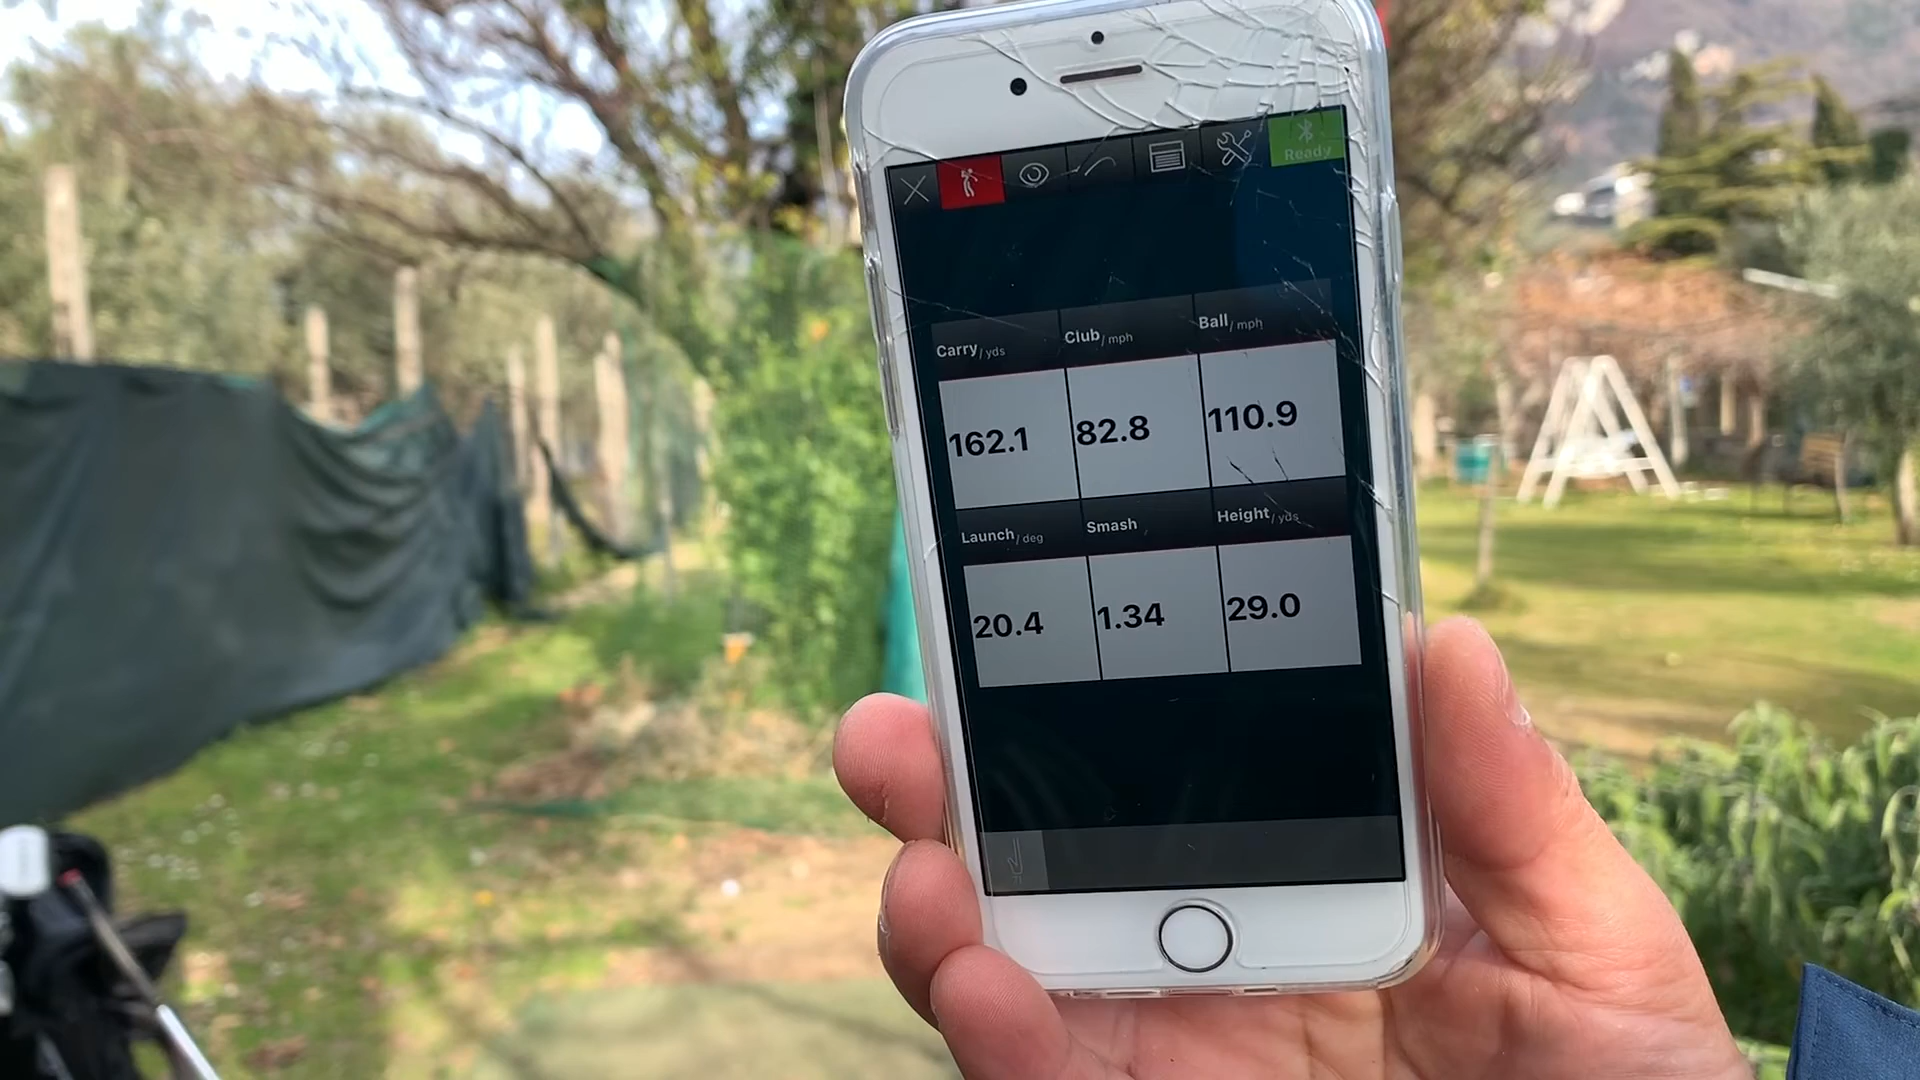 Ready
Carry/ yds Club/ mph Ball/ mph
162.1 82.8 110.9
Launch/ deg Smash Height/ yds
20.4 1.34 29.0